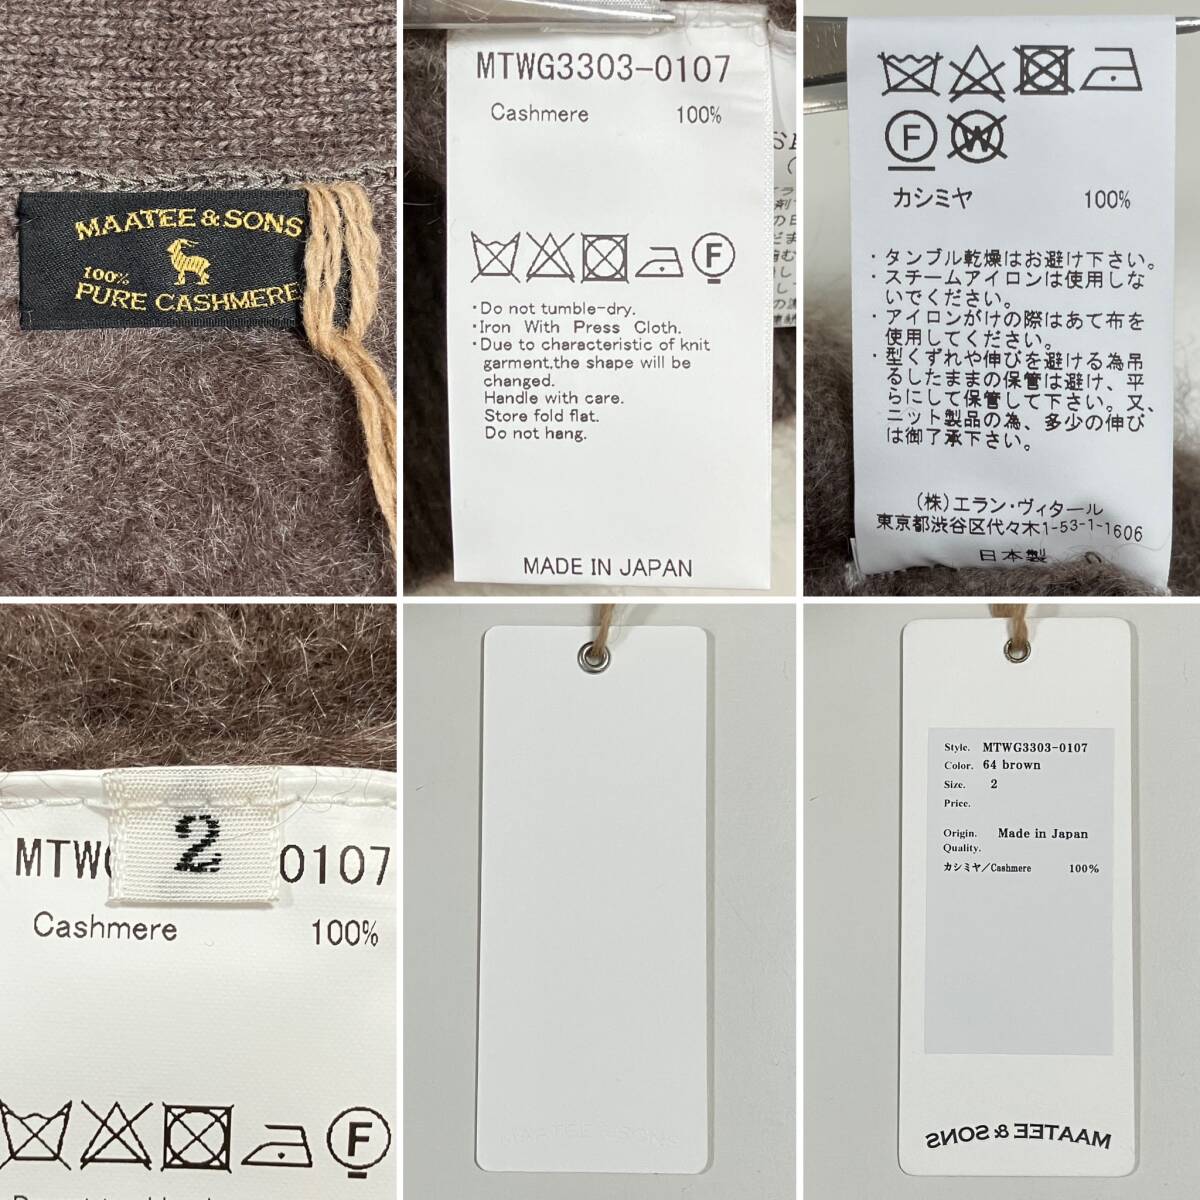 MAATEE & SONS
100%
PURE CASHMERE
MTWG3303-0107
Cashmere 100%
F
・Do not tumble-dry.
・Iron With Press Cloth.
・Due to characteristic of knit
garment,the shape will be
changed.
Handle with care.
Store fold flat.
Do not hang.
MADE IN JAPAN
F W
カシミヤ 100%
・タンブル乾燥はお避け下さい。
・スチームアイロンは使用しな
いでください。
・アイロンがけの際はあて布を
使用してください。
・型くずれや伸びを避ける為吊
るしたままの保管は避け、平
らにして保管して下さい。又、
ニット製品の為、多少の伸び
は御了承下さい。
(株)エラン・ヴィタール
東京都渋谷区代々木1-53-1-1606
日本製
2
MTW 0107
Cashmere 100%
F
MAATEE & SONS
Style. MTWG3303-0107
Color. 64 brown
Size. 2
Price.
Origin. Made in Japan
Quality.
カシミヤ/Cashmere 100%
MAATEE & SONS